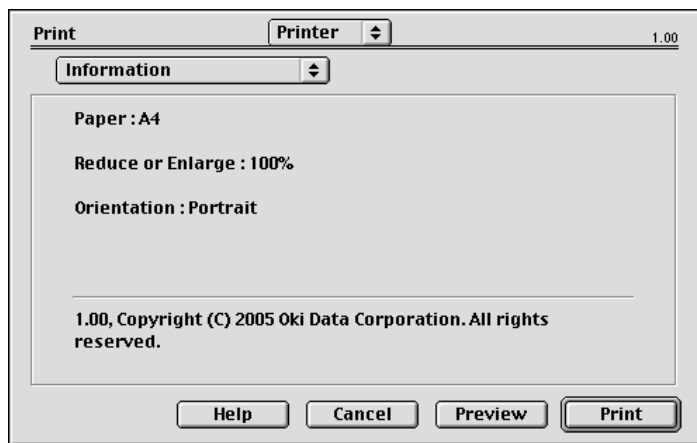 Print
Printer
1.00
Information
Paper : A4
Reduce or Enlarge : 100%
Orientation : Portrait
1.00, Copyright (C) 2005 Oki Data Corporation. All rights
reserved.
Help
Cancel
Preview
Print